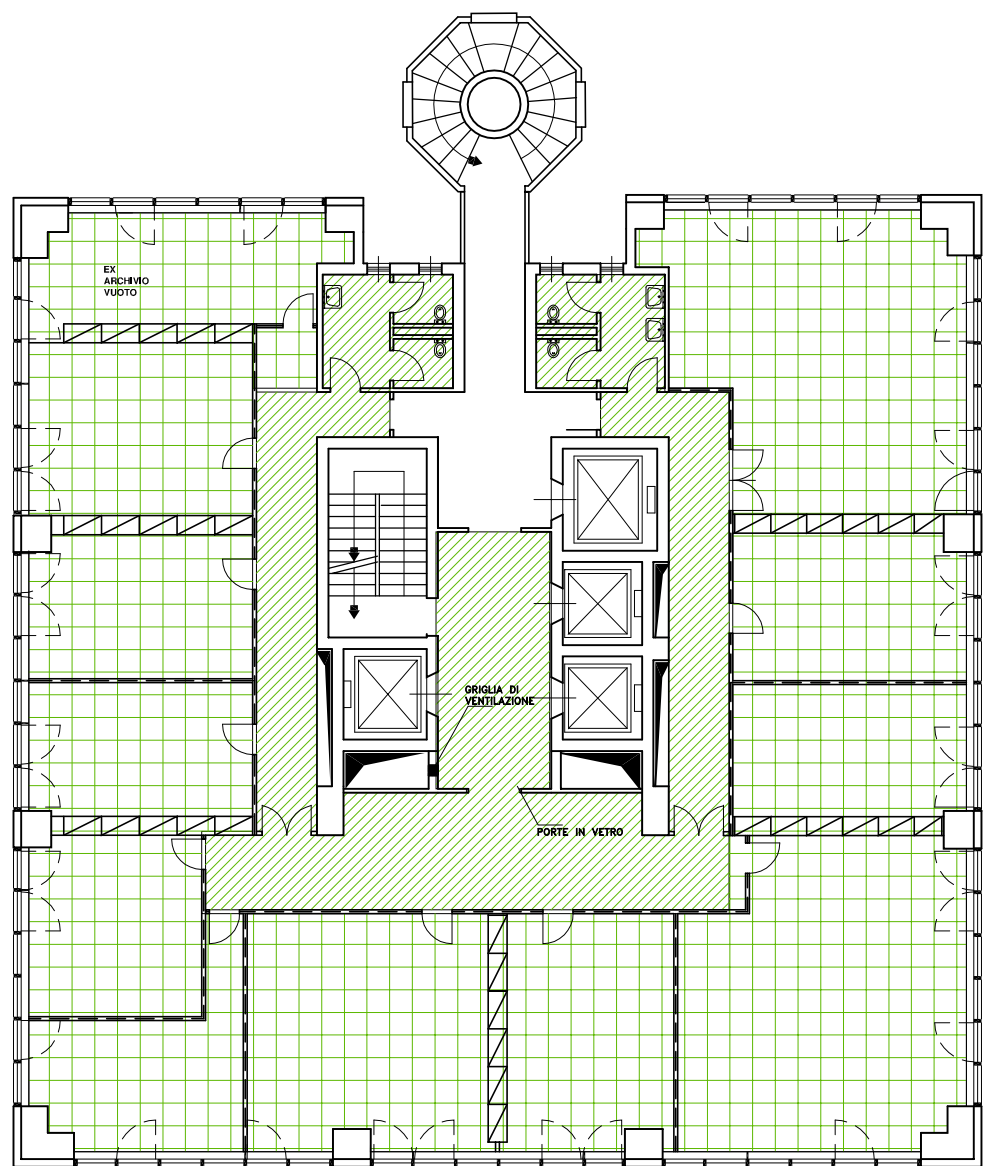 EX
ARCHIVIO
VUOTO
GRIGLIA DI
VENTILAZIONE
PORTE IN VETRO